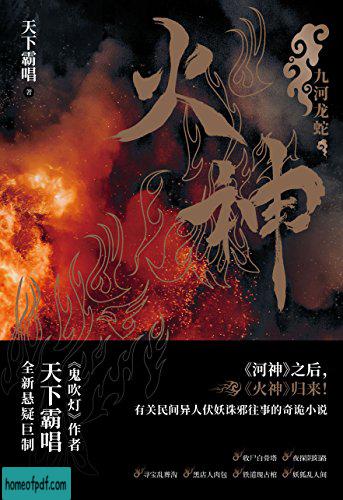 天下霸唱 著
火神
九河龙蛇
《鬼吹灯》作者
天下霸唱
全新悬疑巨制
《河神》之后,
《火神》归来!
有关民间异人伏妖诛邪往事的奇诡小说
收尸白骨塔
夜探阴阳路
寻宝乱葬沟
黑店人肉包
铁道现古棺
妖狐乱人间
homeofpdf.com